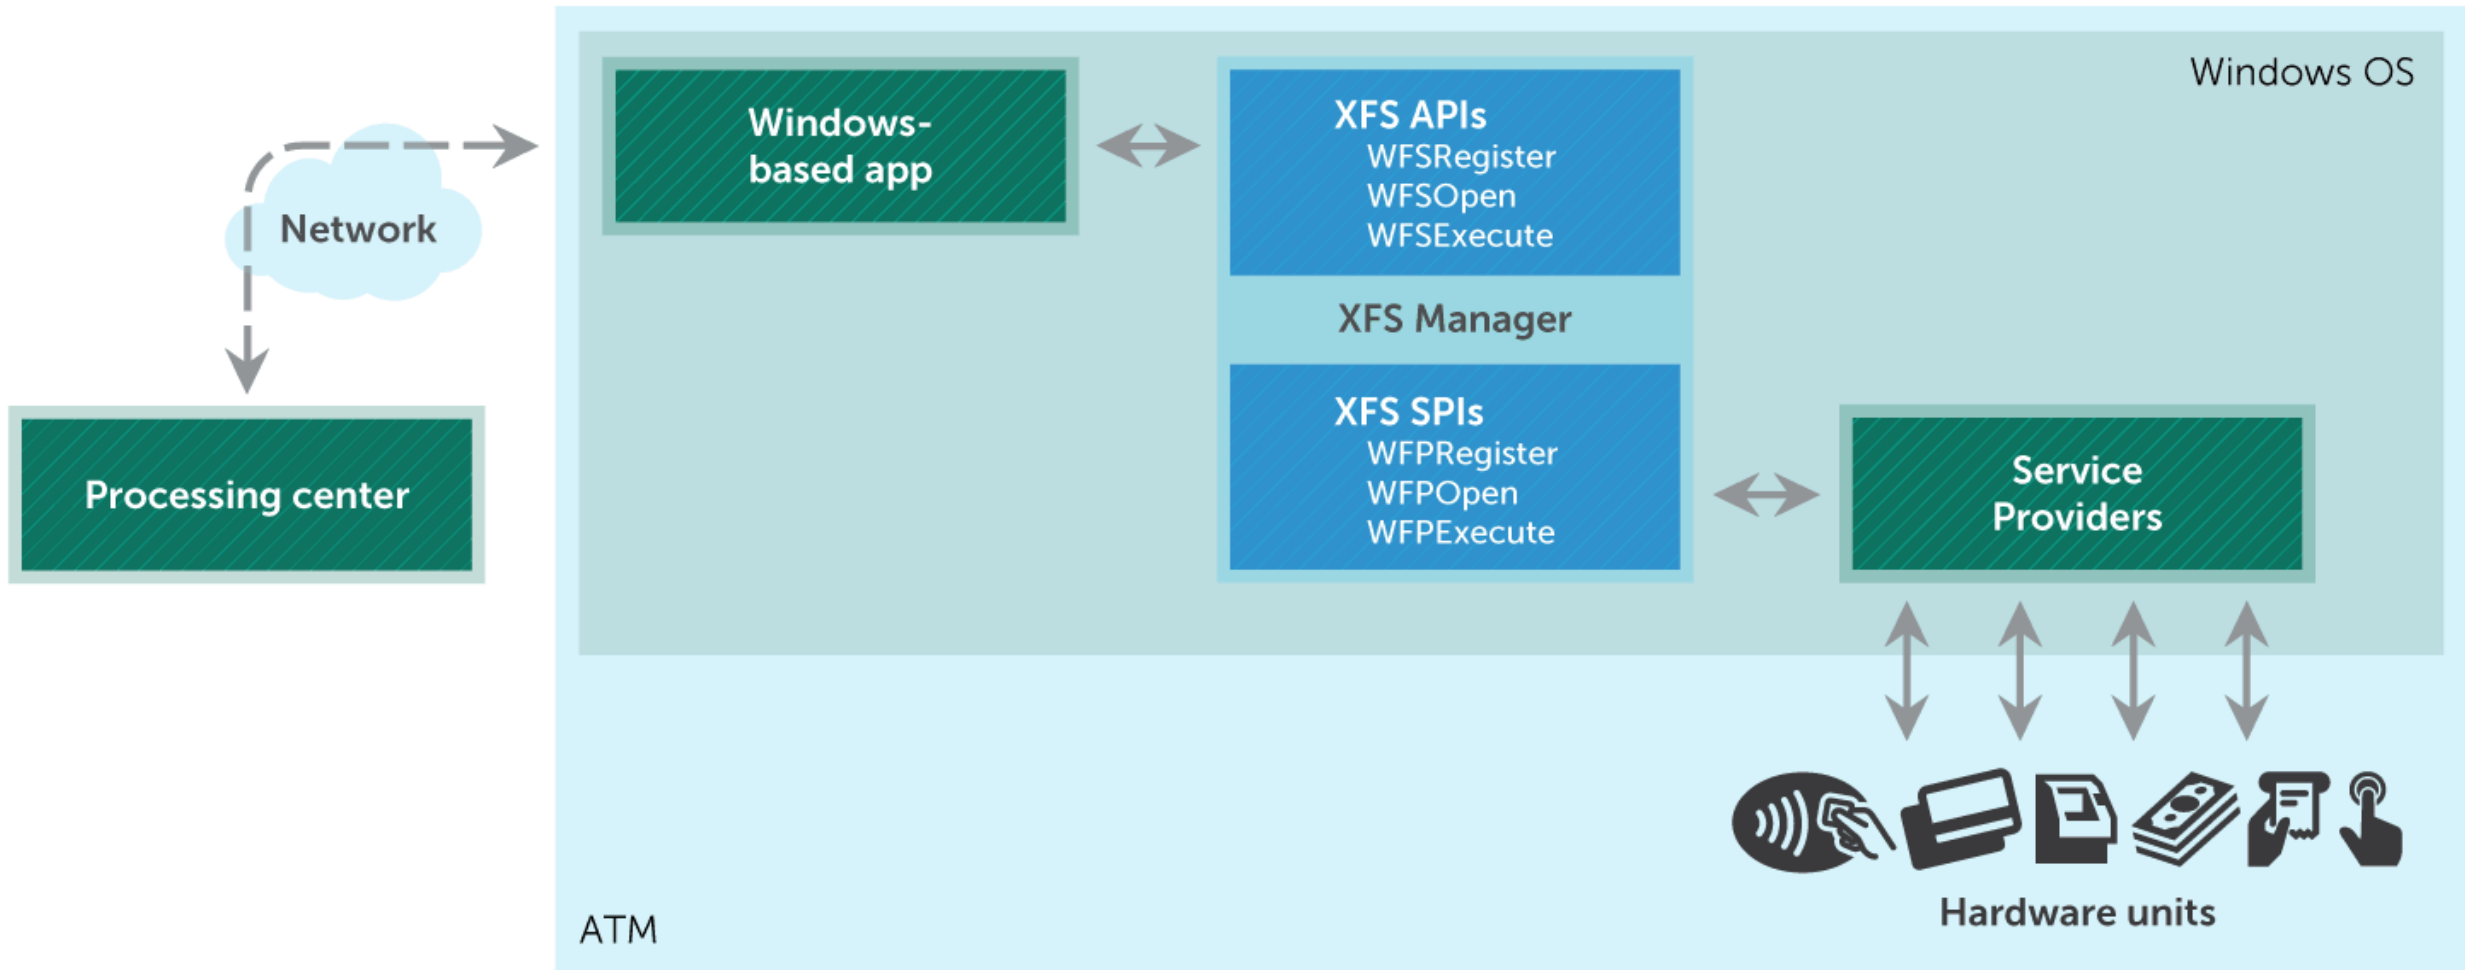 Windows OS
Windows-
based app
XFS APIs
WFSRegister
WFSOpen
WFSExecute
Network
XFS Manager
XFS SPIs
WFPRegister
WFPOpen
WFPExecute
Processing center
Service
Providers
Hardware units
ATM